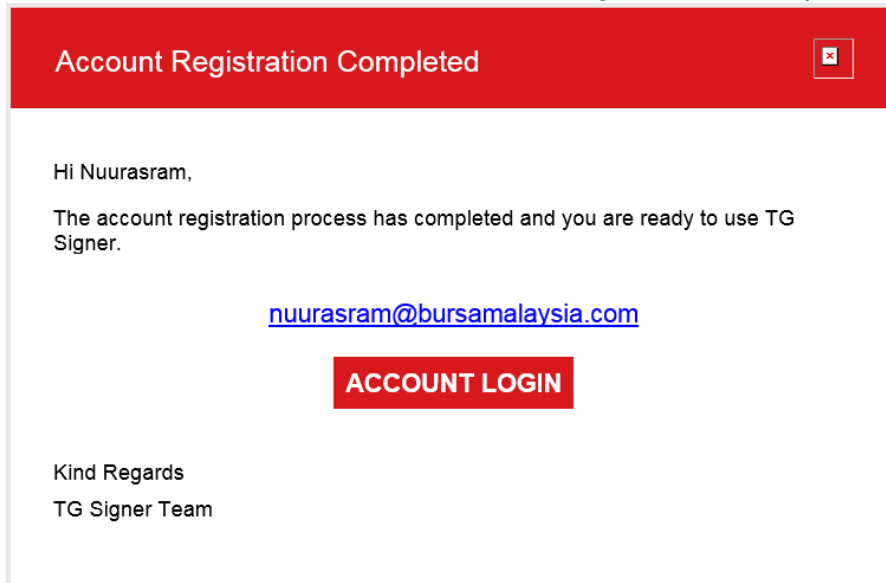 Account Registration Completed
Hi Nuurasram,
The account registration process has completed and you are ready to use TG
Signer.
nuurasram@bursamalaysia.com
ACCOUNT LOGIN
Kind Regards
TG Signer Team